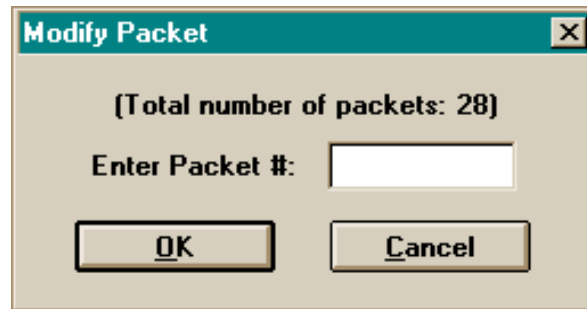 Modify Packet
(Total number of packets: 28)
Enter Packet #:
OK Cancel